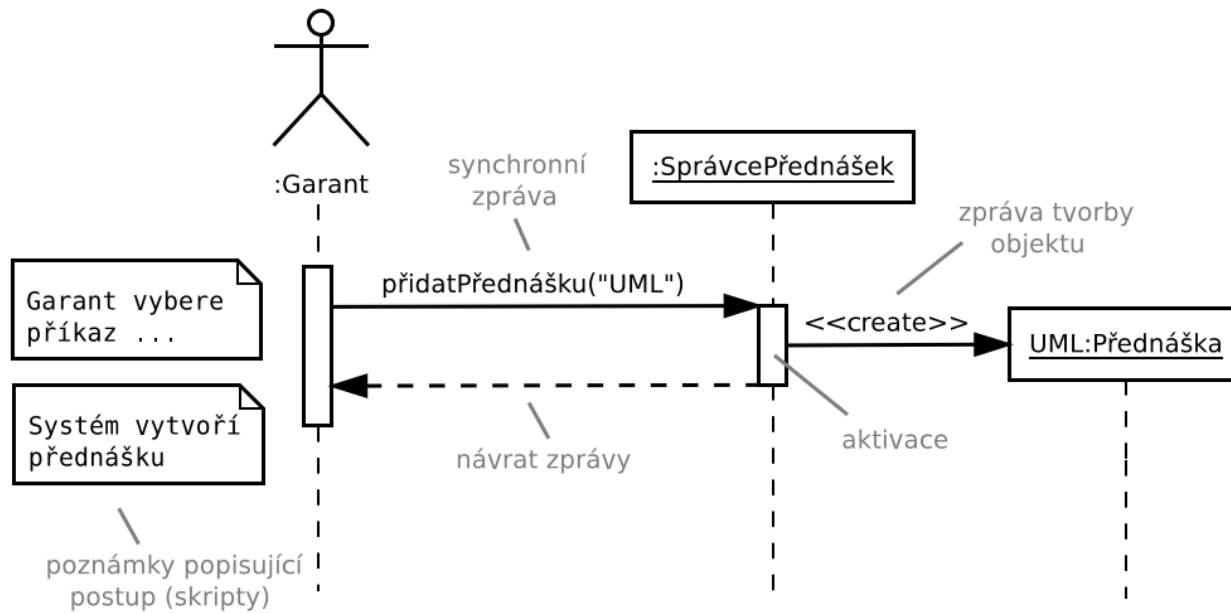 :Garant
synchronní
zpráva
:SprávcePřednášek
zpráva tvorby
objektu
Garant vybere
příkaz ...
přidatPřednášku("UML")
<<create>>
UML:Přednáška
Systém vytvoří
přednášku
návrat zprávy
aktivace
poznámky popisující
postup (skripty)